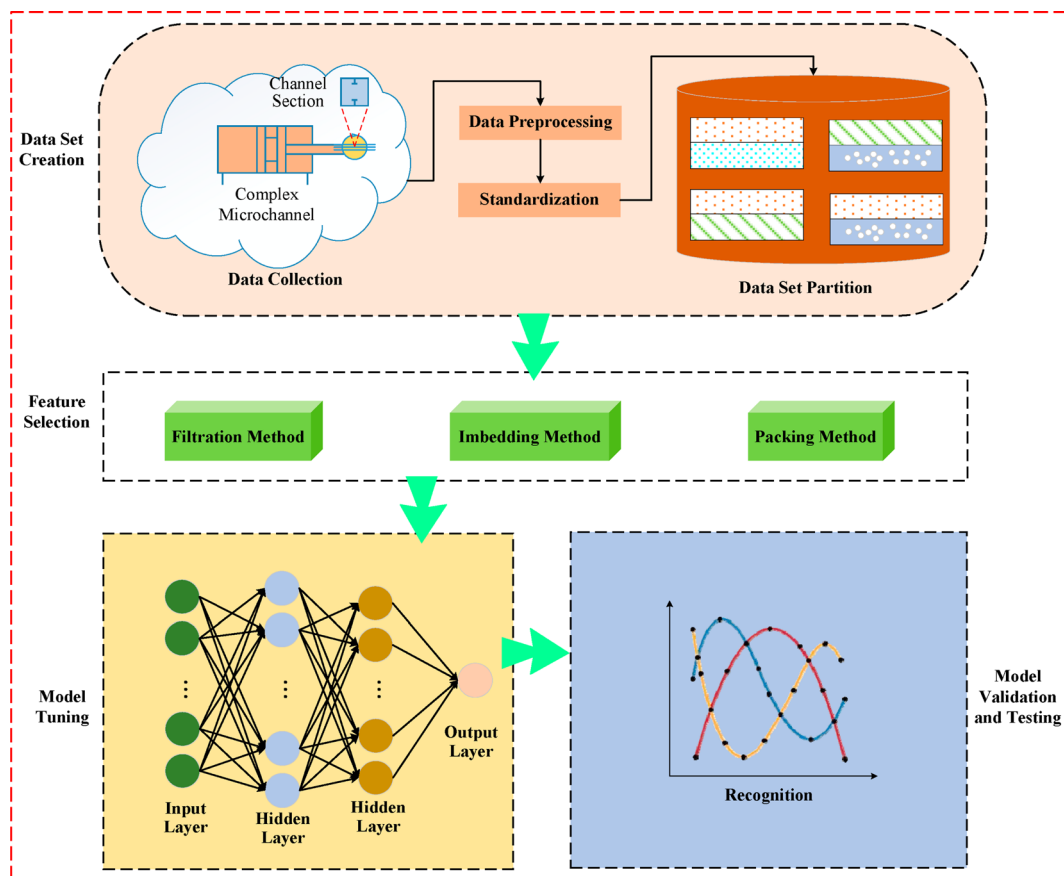 Data Set
Creation
Channel
Section
Complex
Microchannel
Data Collection
Data Preprocessing
Standardization
Data Set Partition
Feature
Selection
Filtration Method
Imbedding Method
Packing Method
Model
Tuning
...
...
...
...
...
...
Input
Layer
Hidden
Layer
Hidden
Layer
Output
Layer
Recognition
Model
Validation
and Testing